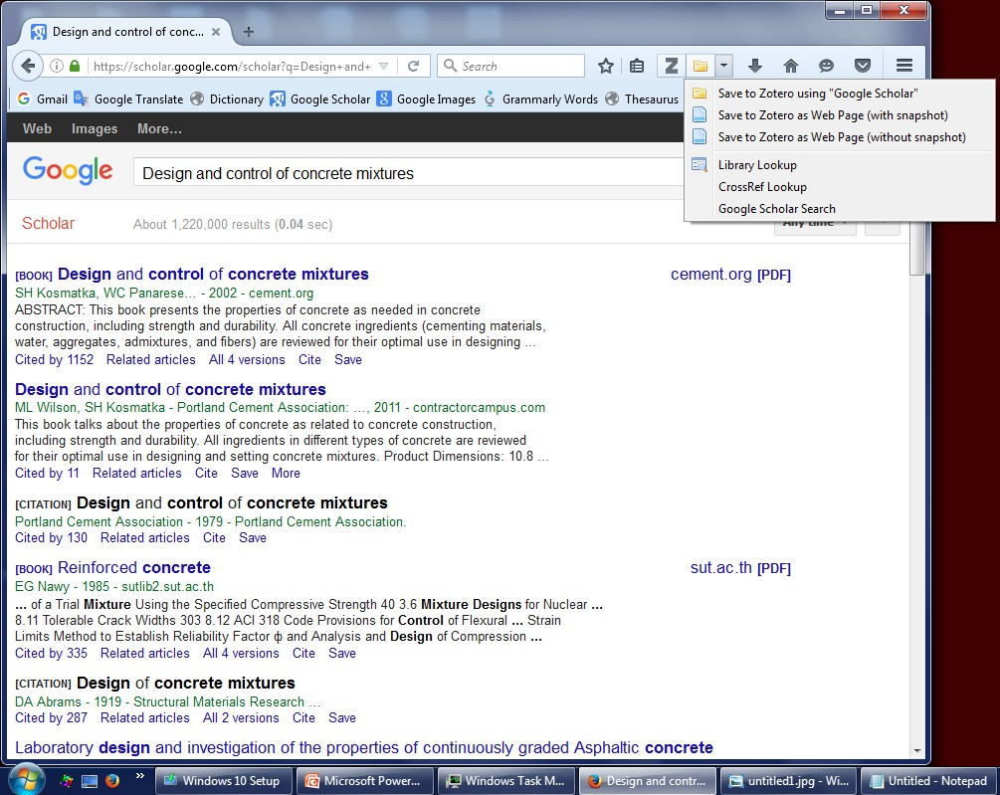 Design and control of conc...
https://scholar.google.com/scholar?q=Design+and+
Search
Gmail Google Translate Dictionary Google Scholar Google Images Grammarly Words Thesaurus
Save to Zotero using "Google Scholar"
Save to Zotero as Web Page (with snapshot)
Save to Zotero as Web Page (without snapshot)
Library Lookup
CrossRef Lookup
Google Scholar Search
Web Images More...
Google
Design and control of concrete mixtures
Scholar
About 1,220,000 results (0.04 sec)
Any time
[BOOK] Design and control of concrete mixtures
cement.org [PDF]
SH Kosmatka, WC Panarese... - 2002 - cement.org
ABSTRACT: This book presents the properties of concrete as needed in concrete
construction, including strength and durability. All concrete ingredients (cementing materials,
water, aggregates, admixtures, and fibers) are reviewed for their optimal use in designing ...
Cited by 1152 Related articles All 4 versions Cite Save
Design and control of concrete mixtures
ML Wilson, SH Kosmatka - Portland Cement Association: ..., 2011 - contractorcampus.com
This book talks about the properties of concrete as related to concrete construction,
including strength and durability. All ingredients in different types of concrete are reviewed
for their optimal use in designing and setting concrete mixtures. Product Dimensions: 10.8 ...
Cited by 11 Related articles Cite Save More
[CITATION] Design and control of concrete mixtures
Portland Cement Association - 1979 - Portland Cement Association.
Cited by 130 Related articles Cite Save
[BOOK] Reinforced concrete
sut.ac.th [PDF]
EG Nawy - 1985 - sutlib2.sut.ac.th
... of a Trial Mixture Using the Specified Compressive Strength 40 3.6 Mixture Designs for Nuclear ...
8.11 Tolerable Crack Widths 303 8.12 ACI 318 Code Provisions for Control of Flexural ... Strain
Limits Method to Establish Reliability Factor ф and Analysis and Design of Compression ...
Cited by 335 Related articles All 4 versions Cite Save
[CITATION] Design of concrete mixtures
DA Abrams - 1919 - Structural Materials Research ...
Cited by 287 Related articles All 2 versions Cite Save
Laboratory design and investigation of the properties of continuously graded Asphaltic concrete
Windows 10 Setup Microsoft Power... Windows Task M... Design and contr... untitled1.jpg - Wi... Untitled - Notepad